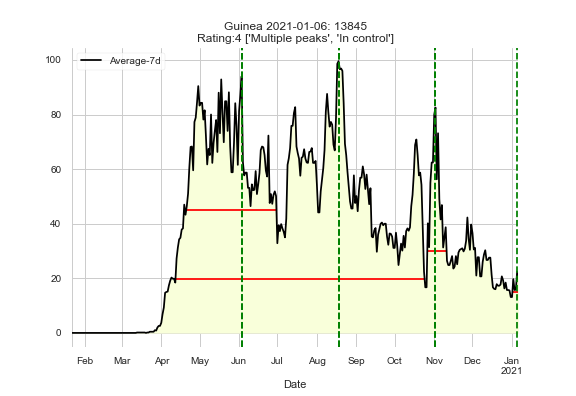 Guinea 2021-01-06: 13845
Rating:4 ['Multiple peaks', 'In control']
Average-7d
100
80
60
40
20
0
Feb Mar Apr May Jun Jul Aug Sep Oct Nov Dec Jan
2021
Date